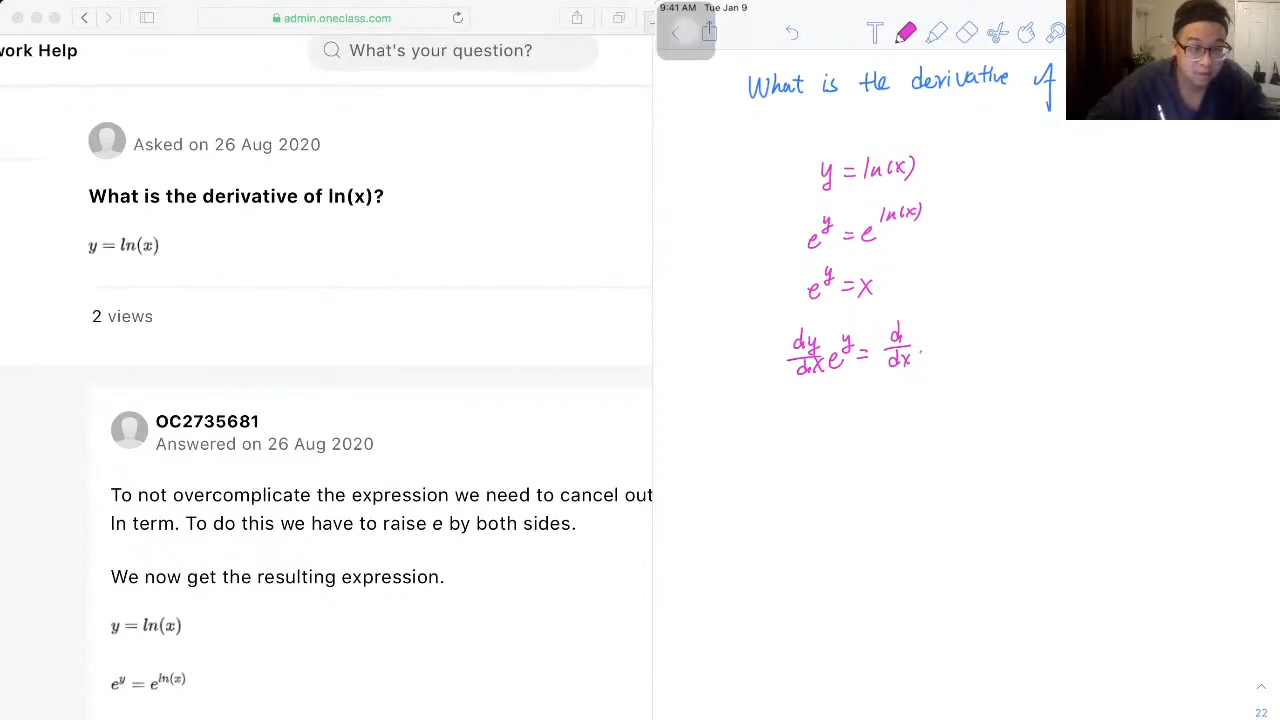 admin.oneclass.com
9:41 AM Tue Jan 9
work Help
What's your question?
Asked on 26 Aug 2020
What is the derivative of ln(x)?
y = ln(x)
2 views
OC2735681
Answered on 26 Aug 2020
To not overcomplicate the expression we need to cancel out
ln term. To do this we have to raise e by both sides.
We now get the resulting expression.
y = ln(x)
e^y = e^ln(x)
What is the derivative of
y = ln(x)
e^y = e^ln(x)
e^y = x
dy/dx e^y = d/dx
22